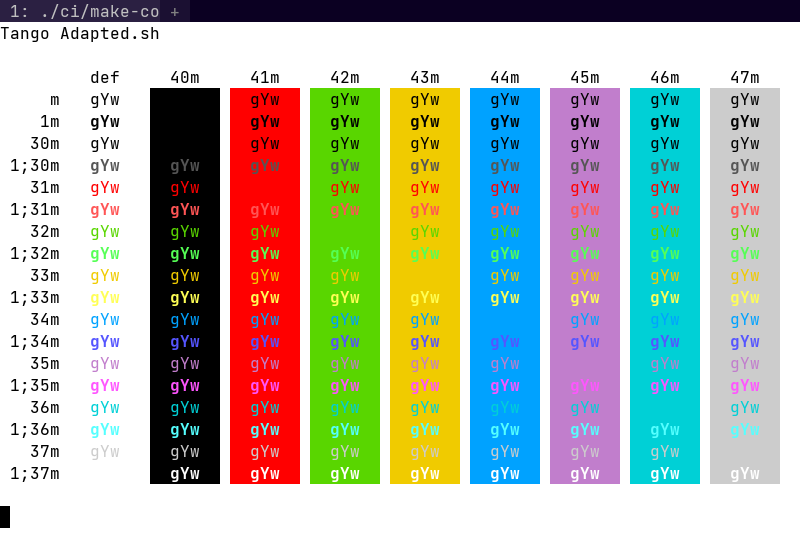 1: ./ci/make-co +
Tango Adapted.sh
def 40m 41m 42m 43m 44m 45m 46m 47m
m gYw gYw gYw gYw gYw gYw gYw gYw
1m gYw gYw gYw gYw gYw gYw gYw gYw
30m gYw gYw gYw gYw gYw gYw gYw gYw
1;30m gYw gYw gYw gYw gYw gYw gYw gYw gYw
31m gYw gYw gYw gYw gYw gYw gYw gYw
1;31m gYw gYw gYw gYw gYw gYw gYw gYw gYw
32m gYw gYw gYw gYw gYw gYw gYw gYw
1;32m gYw gYw gYw gYw gYw gYw gYw gYw gYw
33m gYw gYw gYw gYw gYw gYw gYw gYw
1;33m gYw gYw gYw gYw gYw gYw gYw gYw gYw
34m gYw gYw gYw gYw gYw gYw gYw gYw
1;34m gYw gYw gYw gYw gYw gYw gYw gYw gYw
35m gYw gYw gYw gYw gYw gYw gYw gYw
1;35m gYw gYw gYw gYw gYw gYw gYw gYw gYw
36m gYw gYw gYw gYw gYw gYw gYw gYw
1;36m gYw gYw gYw gYw gYw gYw gYw gYw gYw
37m gYw gYw gYw gYw gYw gYw gYw gYw
1;37m gYw gYw gYw gYw gYw gYw gYw gYw